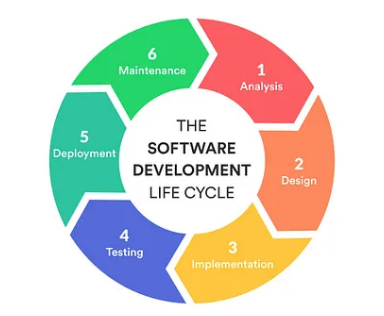 THE
SOFTWARE
DEVELOPMENT
LIFE CYCLE
1
Analysis
2
Design
3
Implementation
4
Testing
5
Deployment
6
Maintenance